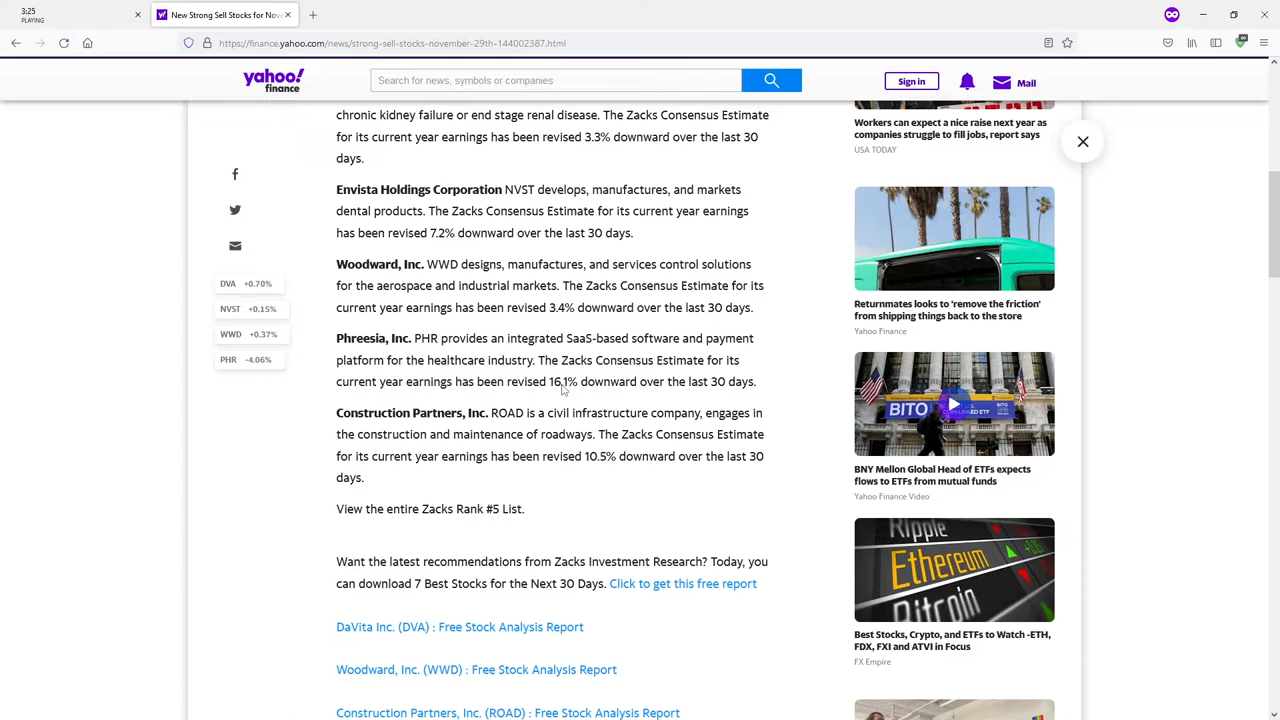 3:25
PLAYING
New Strong Sell Stocks for Nov
https://finance.yahoo.com/news/strong-sell-stocks-november-29th-144002387.html
yahoo!
finance
Search for news, symbols or companies
Sign in
Mail
chronic kidney failure or end stage renal disease. The Zacks Consensus Estimate
for its current year earnings has been revised 3.3% downward over the last 30
days.
Envista Holdings Corporation NVST develops, manufactures, and markets
dental products. The Zacks Consensus Estimate for its current year earnings
has been revised 7.2% downward over the last 30 days.
Woodward, Inc. WWD designs, manufactures, and services control solutions
for the aerospace and industrial markets. The Zacks Consensus Estimate for its
current year earnings has been revised 3.4% downward over the last 30 days.
Phreesia, Inc. PHR provides an integrated SaaS-based software and payment
platform for the healthcare industry. The Zacks Consensus Estimate for its
current year earnings has been revised 16.1% downward over the last 30 days.
Construction Partners, Inc. ROAD is a civil infrastructure company, engages in
the construction and maintenance of roadways. The Zacks Consensus Estimate
for its current year earnings has been revised 10.5% downward over the last 30
days.
View the entire Zacks Rank #5 List.
Want the latest recommendations from Zacks Investment Research? Today, you
can download 7 Best Stocks for the Next 30 Days. Click to get this free report
DaVita Inc. (DVA) : Free Stock Analysis Report
Woodward, Inc. (WWD) : Free Stock Analysis Report
Construction Partners, Inc. (ROAD) : Free Stock Analysis Report
DVA +0.70%
NVST +0.15%
WWD +0.37%
PHR -4.06%
Workers can expect a nice raise next year as
companies struggle to fill jobs, report says
USA TODAY
Returnmates looks to 'remove the friction'
from shipping things back to the store
Yahoo Finance
BITO
BNY Mellon Global Head of ETFs expects
flows to ETFs from mutual funds
Yahoo Finance Video
Ripple
Ethereum
Bitcoin
Best Stocks, Crypto, and ETFs to Watch -ETH,
FDX, FXI and ATVI in Focus
FX Empire